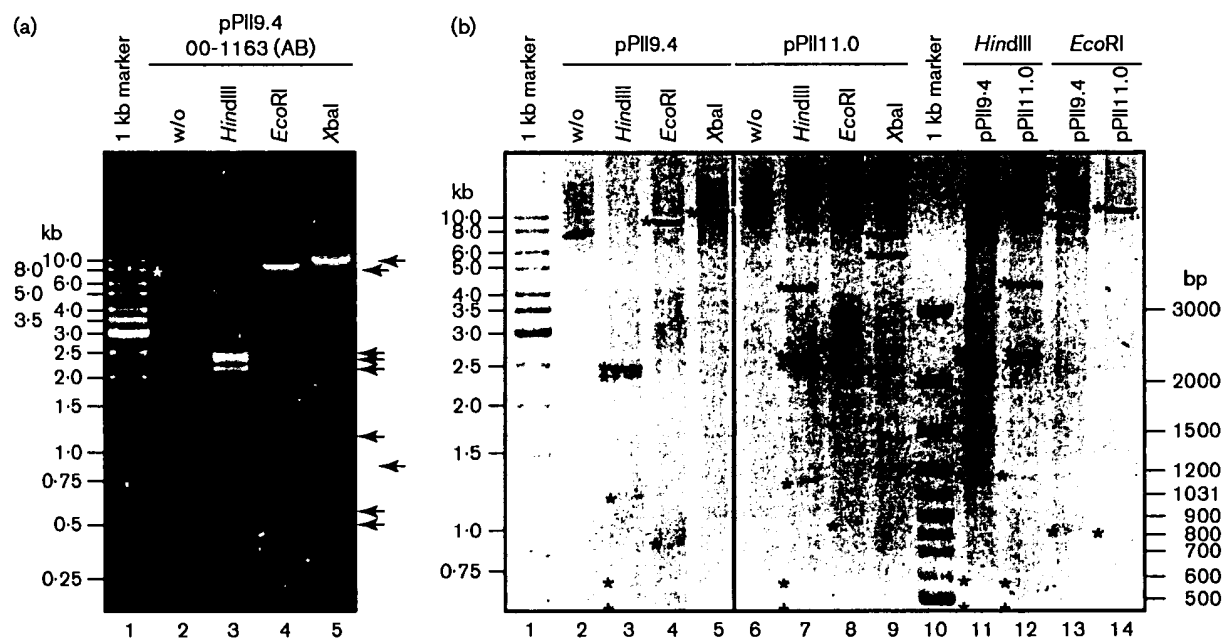 (a)
pPII9.4
00-1163 (AB)
1 kb marker
w/o
HindIII
EcoRI
XbaI
kb
10·0
8·0
6·0
5·0
4·0
3·5
3·0
2·5
2·0
1·5
1·0
0·75
0·5
0·25
1 2 3 4 5
(b)
pPII9.4
pPII11.0
HindIII
EcoRI
1 kb marker
w/o
HindIII
EcoRI
XbaI
w/o
HindIII
EcoRI
XbaI
1 kb marker
pPII9·4
pPII11.0
pPII9.4
pPII11.0
kb
10·0
8·0
6·0
5·0
4·0
3·5
3·0
2·5
2·0
1·5
1·0
0·75
bp
3000
2000
1500
1200
1031
900
800
700
600
500
1 2 3 4 5 6 7 8 9 10 11 12 13 14